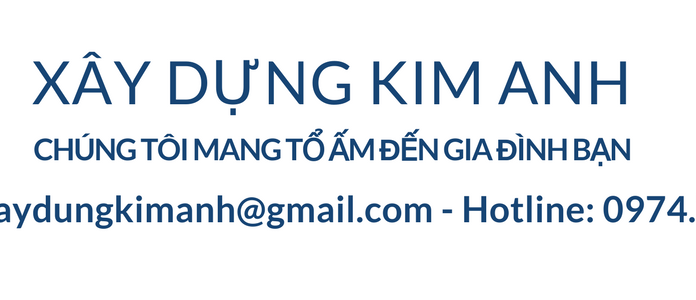 XÂY DỰNG KIM ANH
CHÚNG TÔI MANG TỔ ẤM ĐẾN GIA ĐÌNH BẠN
aydungkimanh@gmail.com - Hotline: 0974.